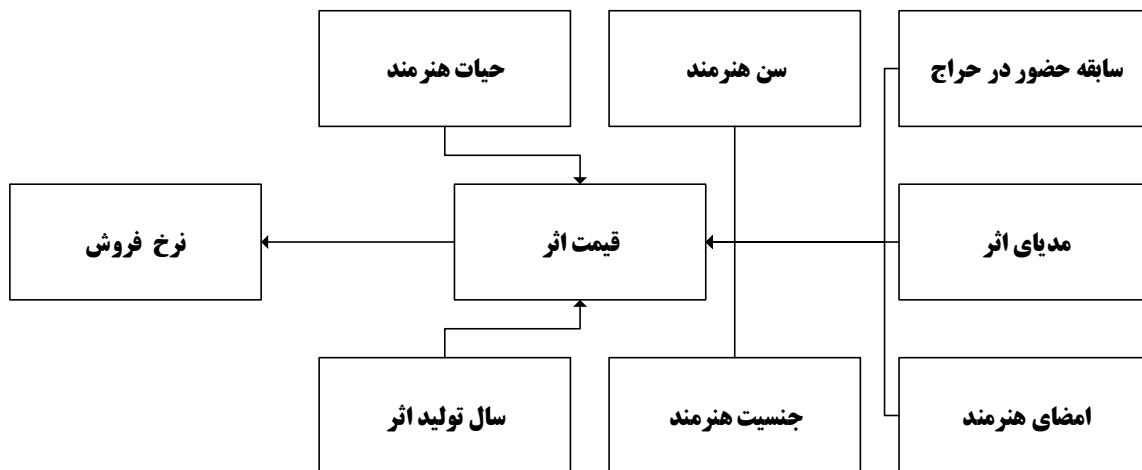 سابقه حضور در حراج
سن هنرمند
حیات هنرمند
مدیای اثر
قیمت اثر
نرخ فروش
امضای هنرمند
جنسیت هنرمند
سال تولید اثر